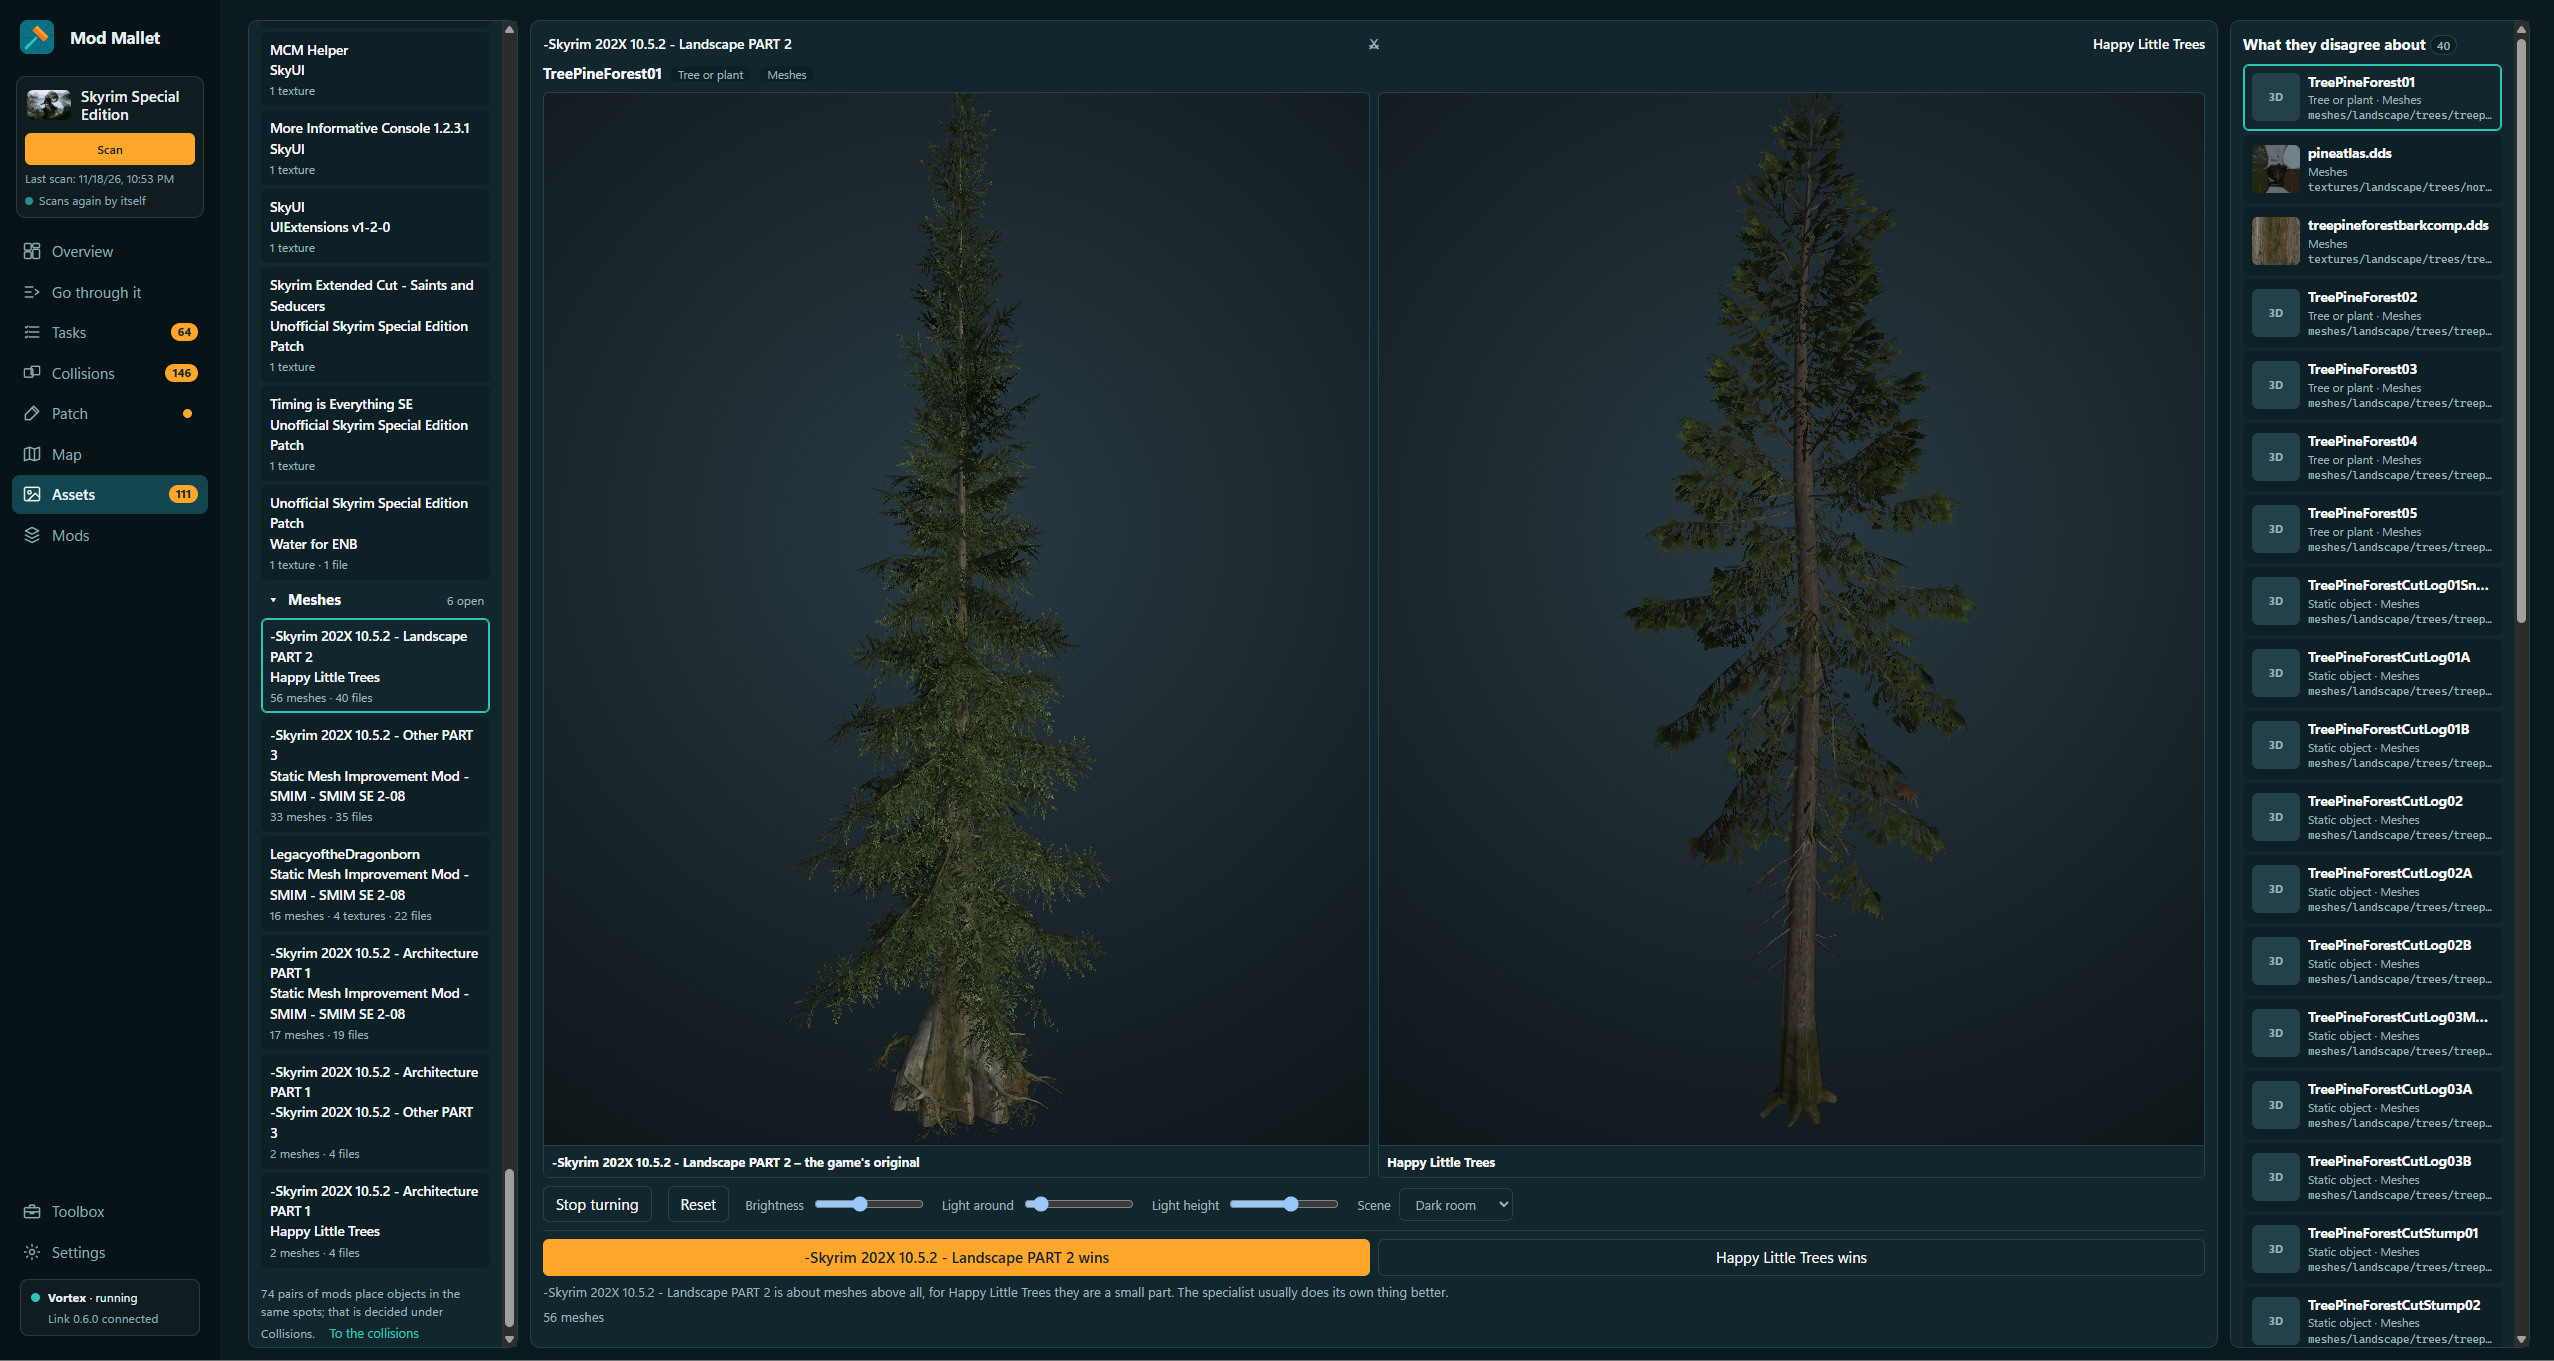 Mod Mallet
Skyrim Special
Edition
Scan
Last scan: 11/18/26, 10:53 PM
Scans again by itself
Overview
Go through it
Tasks 64
Collisions 146
Patch
Map
Assets 111
Mods
Toolbox
Settings
Vortex · running
Link 0.6.0 connected
MCM Helper
SkyUI
1 texture
More Informative Console 1.2.3.1
SkyUI
1 texture
SkyUI
UIExtensions v1-2-0
1 texture
Skyrim Extended Cut - Saints and
Seducers
Unofficial Skyrim Special Edition
Patch
1 texture
Timing is Everything SE
Unofficial Skyrim Special Edition
Patch
1 texture
Unofficial Skyrim Special Edition
Patch
Water for ENB
1 texture · 1 file
Meshes 6 open
-Skyrim 202X 10.5.2 - Landscape
PART 2
Happy Little Trees
56 meshes · 40 files
-Skyrim 202X 10.5.2 - Other PART
3
Static Mesh Improvement Mod -
SMIM - SMIM SE 2-08
33 meshes · 35 files
LegacyoftheDragonborn
Static Mesh Improvement Mod -
SMIM - SMIM SE 2-08
16 meshes · 4 textures · 22 files
-Skyrim 202X 10.5.2 - Architecture
PART 1
Static Mesh Improvement Mod -
SMIM - SMIM SE 2-08
17 meshes · 19 files
-Skyrim 202X 10.5.2 - Architecture
PART 1
-Skyrim 202X 10.5.2 - Other PART
3
2 meshes · 4 files
-Skyrim 202X 10.5.2 - Architecture
PART 1
Happy Little Trees
2 meshes · 4 files
74 pairs of mods place objects in the
same spots; that is decided under
Collisions. To the collisions
-Skyrim 202X 10.5.2 - Landscape PART 2
Happy Little Trees
TreePineForest01 Tree or plant Meshes
-Skyrim 202X 10.5.2 - Landscape PART 2 – the game's original
Happy Little Trees
Stop turning Reset Brightness Light around Light height Scene Dark room
-Skyrim 202X 10.5.2 - Landscape PART 2 wins
Happy Little Trees wins
-Skyrim 202X 10.5.2 - Landscape PART 2 is about meshes above all, for Happy Little Trees they are a small part. The specialist usually does its own thing better.
56 meshes
What they disagree about 40
3D
TreePineForest01
Tree or plant · Meshes
meshes/landscape/trees/treep…
pineatlas.dds
Meshes
textures/landscape/trees/nor…
treepineforestbarkcomp.dds
Meshes
textures/landscape/trees/tre…
3D
TreePineForest02
Tree or plant · Meshes
meshes/landscape/trees/treep…
3D
TreePineForest03
Tree or plant · Meshes
meshes/landscape/trees/treep…
3D
TreePineForest04
Tree or plant · Meshes
meshes/landscape/trees/treep…
3D
TreePineForest05
Tree or plant · Meshes
meshes/landscape/trees/treep…
3D
TreePineForestCutLog01Sn…
Static object · Meshes
meshes/landscape/trees/treep…
3D
TreePineForestCutLog01A
Static object · Meshes
meshes/landscape/trees/treep…
3D
TreePineForestCutLog01B
Static object · Meshes
meshes/landscape/trees/treep…
3D
TreePineForestCutLog02
Static object · Meshes
meshes/landscape/trees/treep…
3D
TreePineForestCutLog02A
Static object · Meshes
meshes/landscape/trees/treep…
3D
TreePineForestCutLog02B
Static object · Meshes
meshes/landscape/trees/treep…
3D
TreePineForestCutLog03M…
Static object · Meshes
meshes/landscape/trees/treep…
3D
TreePineForestCutLog03A
Static object · Meshes
meshes/landscape/trees/treep…
3D
TreePineForestCutLog03B
Static object · Meshes
meshes/landscape/trees/treep…
3D
TreePineForestCutStump01
Static object · Meshes
meshes/landscape/trees/treep…
3D
TreePineForestCutStump02
Static object · Meshes
meshes/landscape/trees/treep…